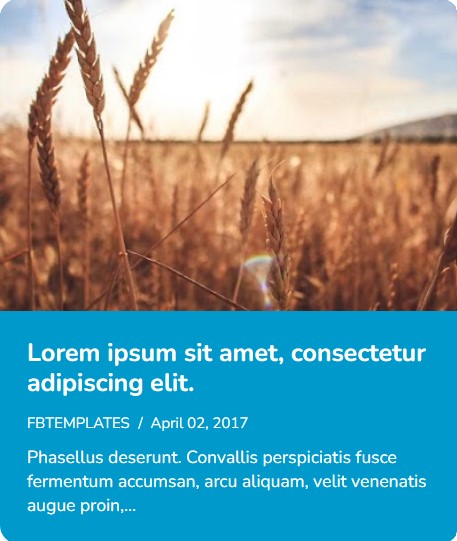 Lorem ipsum sit amet, consectetur
adipiscing elit.
FBTEMPLATES / April 02, 2017
Phasellus deserunt. Convallis perspiciatis fusce
fermentum accumsan, arcu aliquam, velit venenatis
augue proin,...